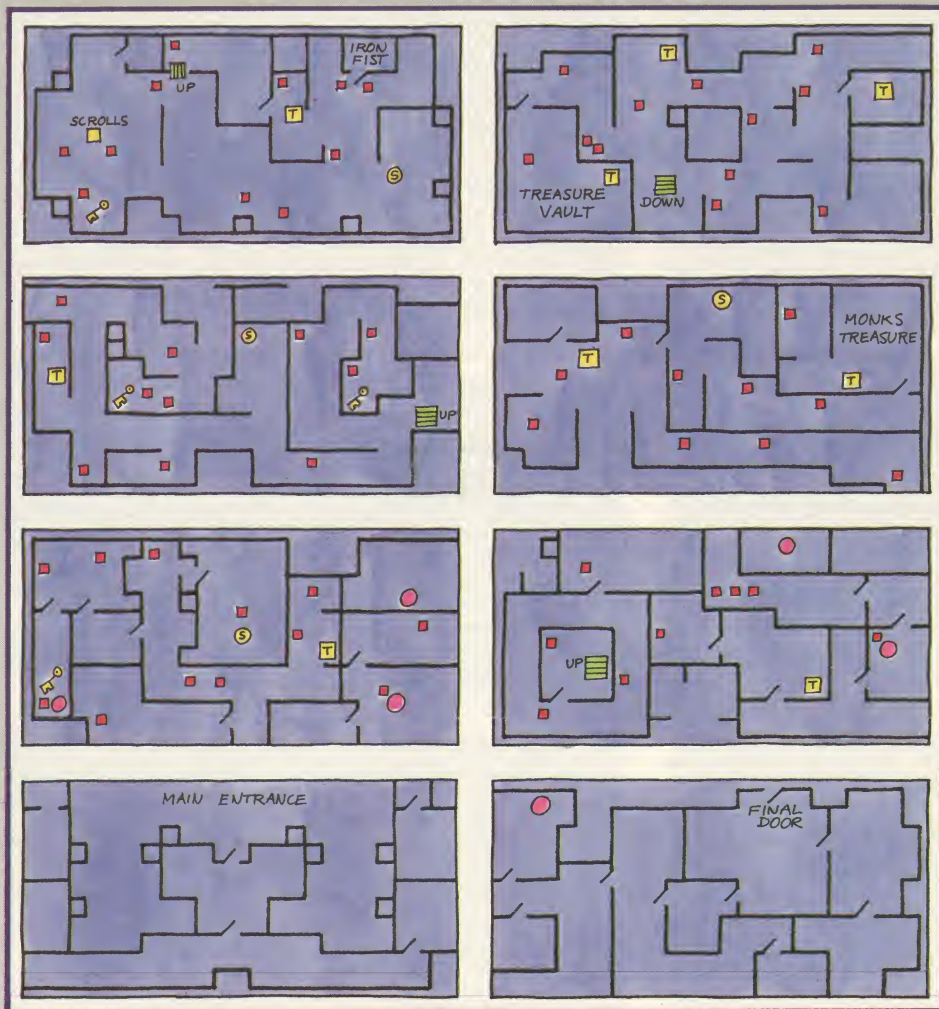 IRON
FIST
UP
T
SCROLLS
S
T
T
T
TREASURE
VAULT
DOWN
S
T
UP
S
T
MONKS
TREASURE
T
S
T
UP
T
MAIN ENTRANCE
FINAL
DOOR